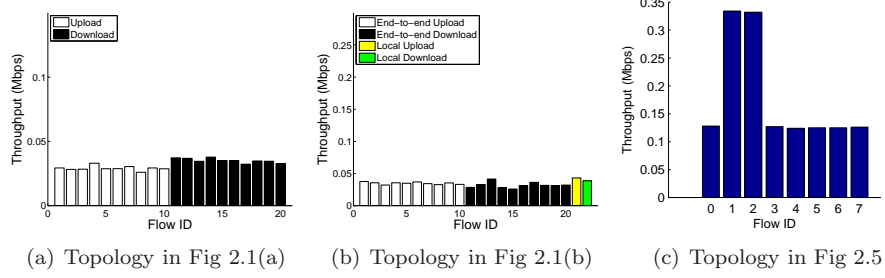 Upload
Download
0.1
0.05
0
0
5
10
15
20
Throughput (Mbps)
Flow ID
(a) Topology in Fig 2.1(a)
End-to-end Upload
End-to-end Download
Local Upload
Local Download
0.25
0.2
0.15
0.1
0.05
0
0
5
10
15
20
Throughput (Mbps)
Flow ID
(b) Topology in Fig 2.1(b)
0.35
0.3
0.25
0.2
0.15
0.1
0.05
0
0 1 2 3 4 5 6 7
Throughput (Mbps)
Flow ID
(c) Topology in Fig 2.5